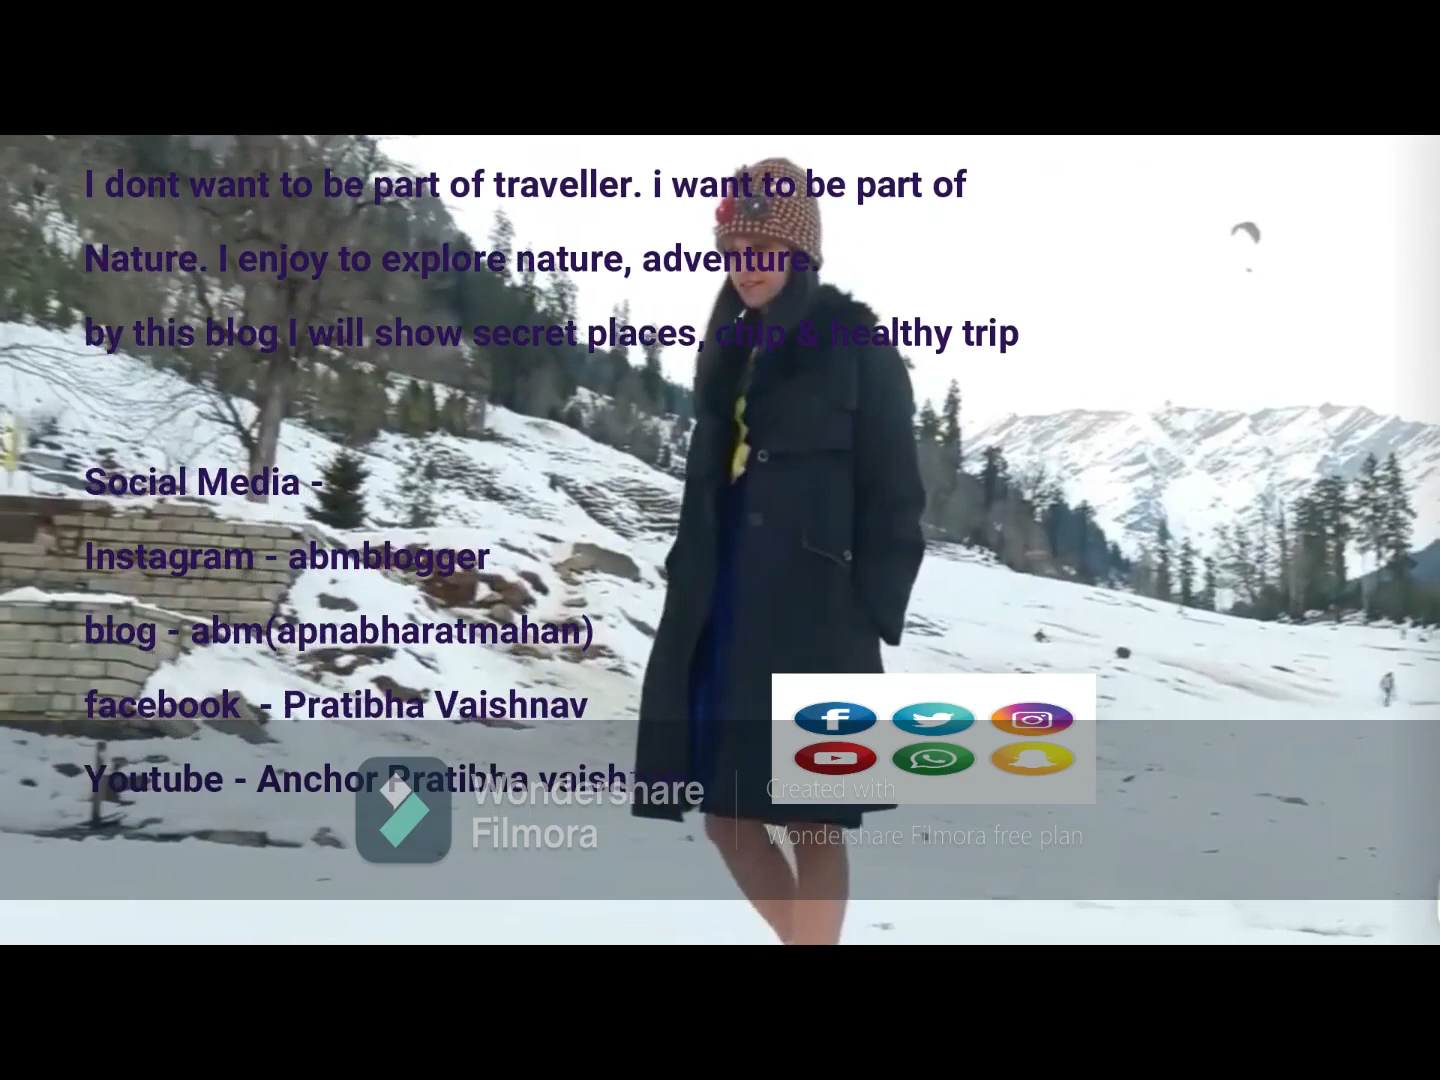 I dont want to be part of traveller. i want to be part of
Nature. I enjoy to explore nature, adventure.
by this blog I will show secret places, chip & healthy trip
Social Media -
Instagram - abmblogger
blog - abm(apnabharatmahan)
facebook - Pratibha Vaishnav
Youtube - Anchor Pratibha vaishnav
Wondershare
Filmora
Created with
Wondershare Filmora free plan